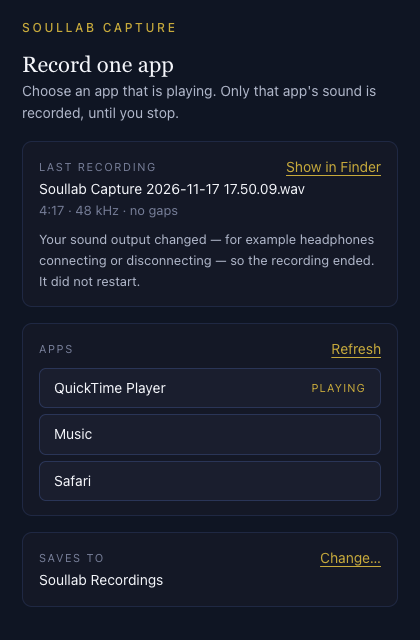 SOULLAB CAPTURE
Record one app
Choose an app that is playing. Only that app's sound is
recorded, until you stop.
LAST RECORDING
Show in Finder
Soullab Capture 2026-11-17 17.50.09.wav
4:17 · 48 kHz · no gaps
Your sound output changed — for example headphones
connecting or disconnecting — so the recording ended.
It did not restart.
APPS
Refresh
QuickTime Player
PLAYING
Music
Safari
SAVES TO
Change...
Soullab Recordings